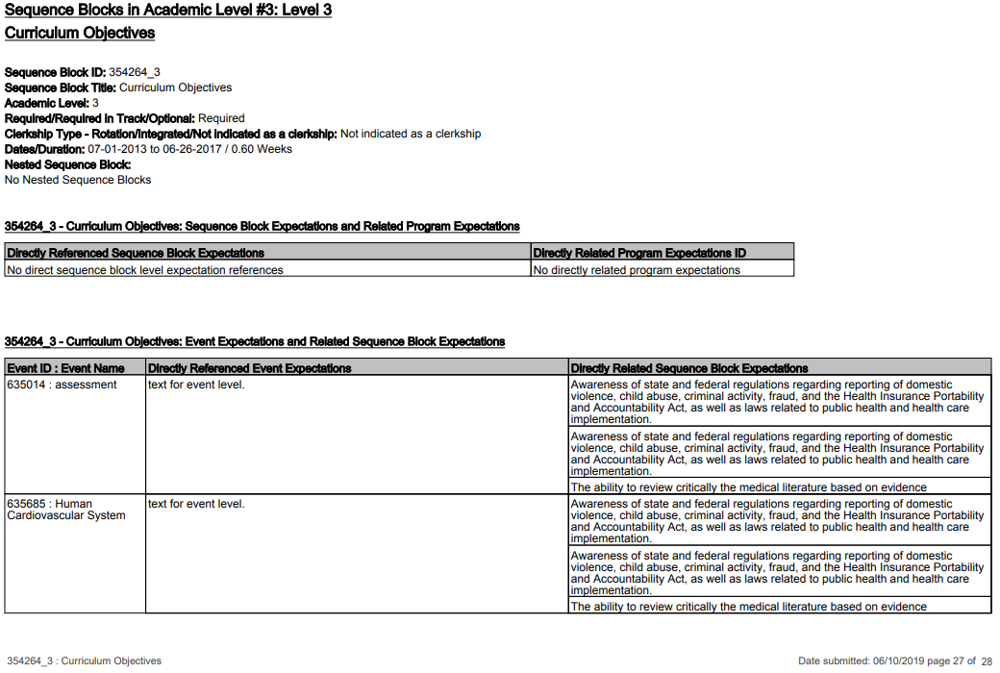 Sequence Blocks in Academic Level #3: Level 3
Curriculum Objectives
Sequence Block ID: 354264_3
Sequence Block Title: Curriculum Objectives
Academic Level: 3
Required/Required in Track/Optional: Required
Clerkship Type - Rotation/Integrated/Not indicated as a clerkship: Not indicated as a clerkship
Dates/Duration: 07-01-2013 to 06-26-2017 / 0.60 Weeks
Nested Sequence Block:
No Nested Sequence Blocks
354264_3 - Curriculum Objectives: Sequence Block Expectations and Related Program Expectations
Directly Referenced Sequence Block Expectations
Directly Related Program Expectations ID
No direct sequence block level expectation references
No directly related program expectations
354264_3 - Curriculum Objectives: Event Expectations and Related Sequence Block Expectations
Event ID : Event Name
Directly Referenced Event Expectations
Directly Related Sequence Block Expectations
635014 : assessment
text for event level.
Awareness of state and federal regulations regarding reporting of domestic
violence, child abuse, criminal activity, fraud, and the Health Insurance Portability
and Accountability Act, as well as laws related to public health and health care
implementation.
Awareness of state and federal regulations regarding reporting of domestic
violence, child abuse, criminal activity, fraud, and the Health Insurance Portability
and Accountability Act, as well as laws related to public health and health care
implementation.
The ability to review critically the medical literature based on evidence
635685 : Human
Cardiovascular System
text for event level.
Awareness of state and federal regulations regarding reporting of domestic
violence, child abuse, criminal activity, fraud, and the Health Insurance Portability
and Accountability Act, as well as laws related to public health and health care
implementation.
Awareness of state and federal regulations regarding reporting of domestic
violence, child abuse, criminal activity, fraud, and the Health Insurance Portability
and Accountability Act, as well as laws related to public health and health care
implementation.
The ability to review critically the medical literature based on evidence
354264_3 : Curriculum Objectives
Date submitted: 06/10/2019 page 27 of 28